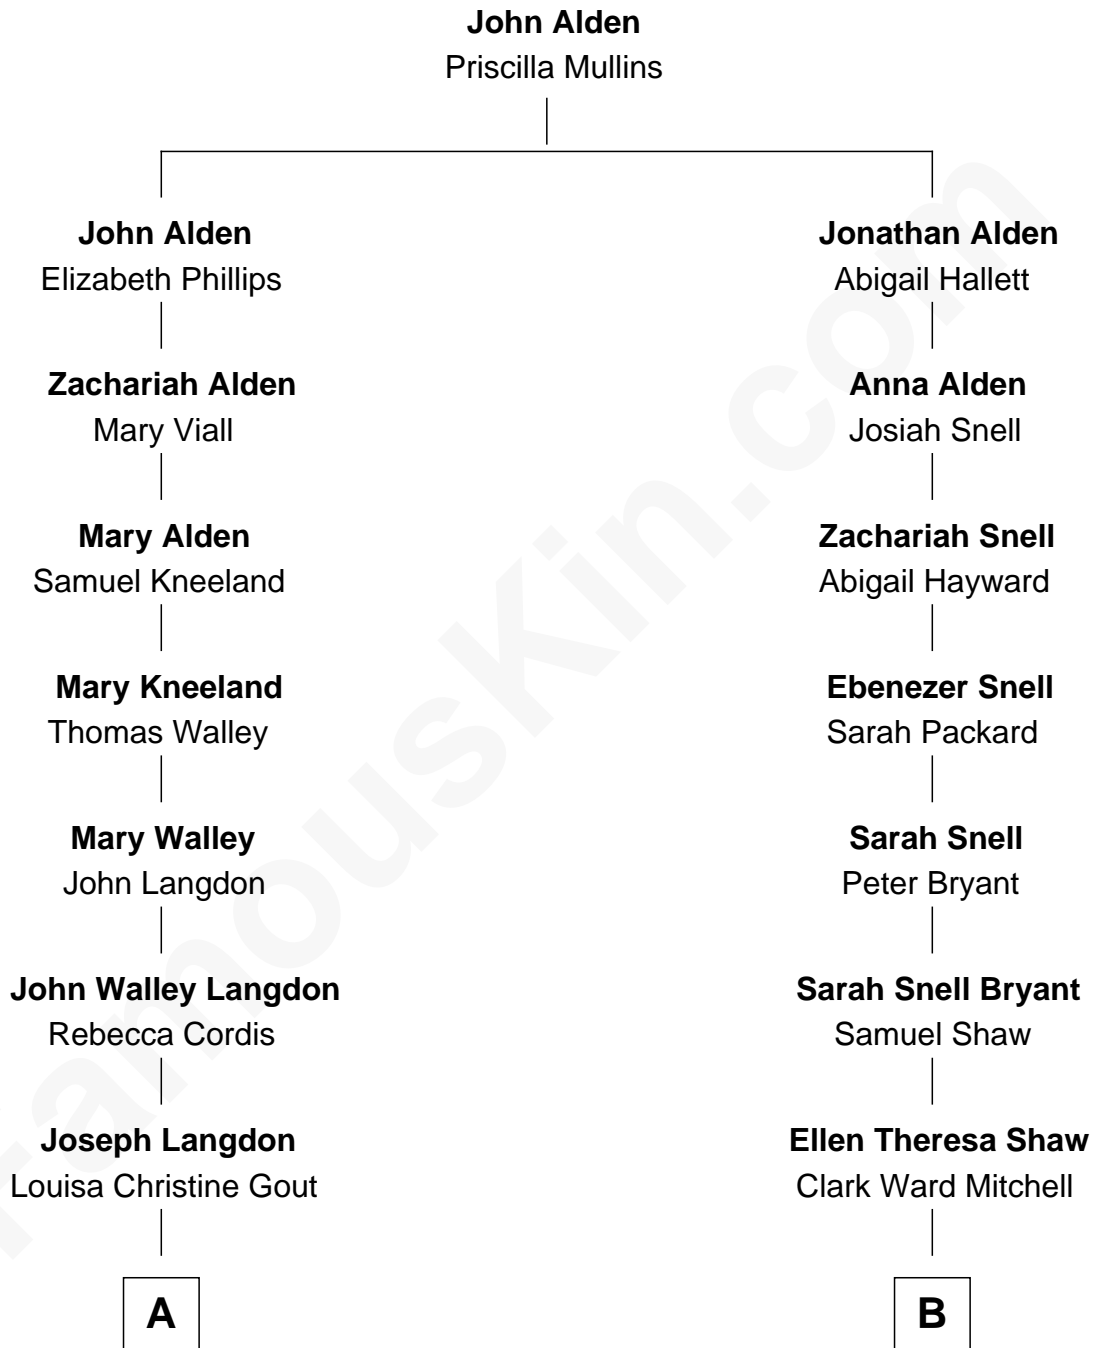 John Alden
Priscilla Mullins
John Alden
Elizabeth Phillips
Jonathan Alden
Abigail Hallett
Zachariah Alden
Mary Viall
Anna Alden
Josiah Snell
Mary Alden
Samuel Kneeland
Zachariah Snell
Abigail Hayward
Mary Kneeland
Thomas Walley
Ebenezer Snell
Sarah Packard
Mary Walley
John Langdon
Sarah Snell
Peter Bryant
John Walley Langdon
Rebecca Cordis
Sarah Snell Bryant
Samuel Shaw
Joseph Langdon
Louisa Christine Gout
Ellen Theresa Shaw
Clark Ward Mitchell
A
B
FamousKin.com